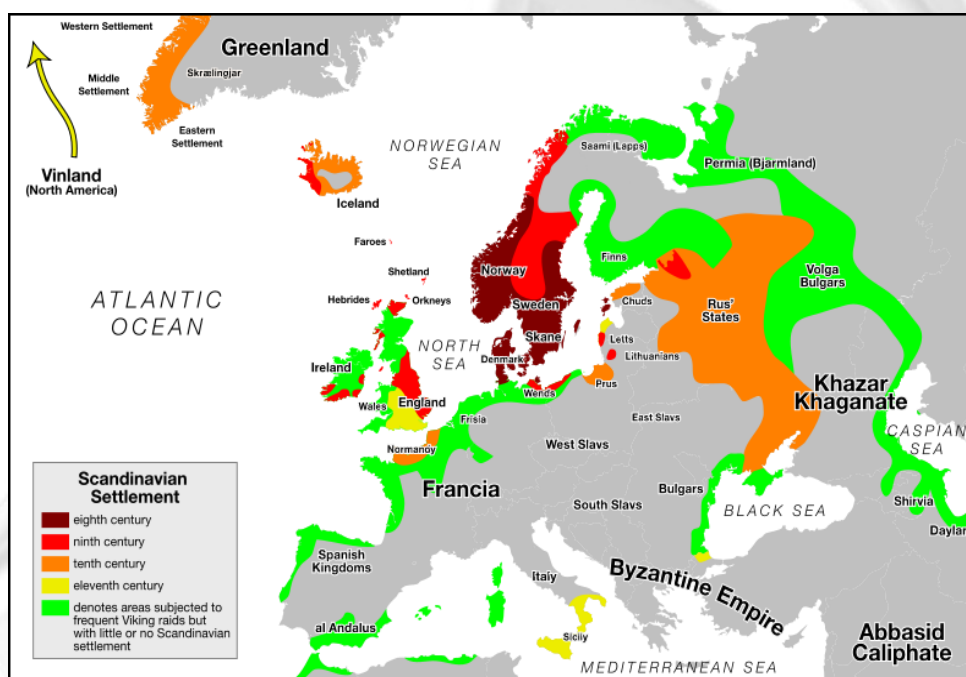 Western Settlement
Greenland
Skrælingjar
Middle
Settlement
Eastern
Settlement
Vinland
(North America)
NORWEGIAN
SEA
Iceland
Saami (Lapps)
Permia (Bjarmland)
Faroes
Shetland
Hebrides
Orkneys
ATLANTIC
OCEAN
Norway
Finns
Volga
Bulgars
Sweden
Chuds
Rus'
States
NORTH
SEA
Skane
Letts
Denmark
Lithuanians
Ireland
Prus
Wends
Wales
England
Frisia
Khazar
Khaganate
East Slavs
CASPIAN
SEA
West Slavs
Normandy
Francia
Bulgars
South Slavs
BLACK SEA
Shirvia
Daylam
Spanish
Kingdoms
Italy
Byzantine Empire
al Andalus
Sicily
Abbasid
Caliphate
MEDITERRANEAN SEA
Scandinavian
Settlement
eighth century
ninth century
tenth century
eleventh century
denotes areas subjected to
frequent Viking raids but
with little or no Scandinavian
settlement